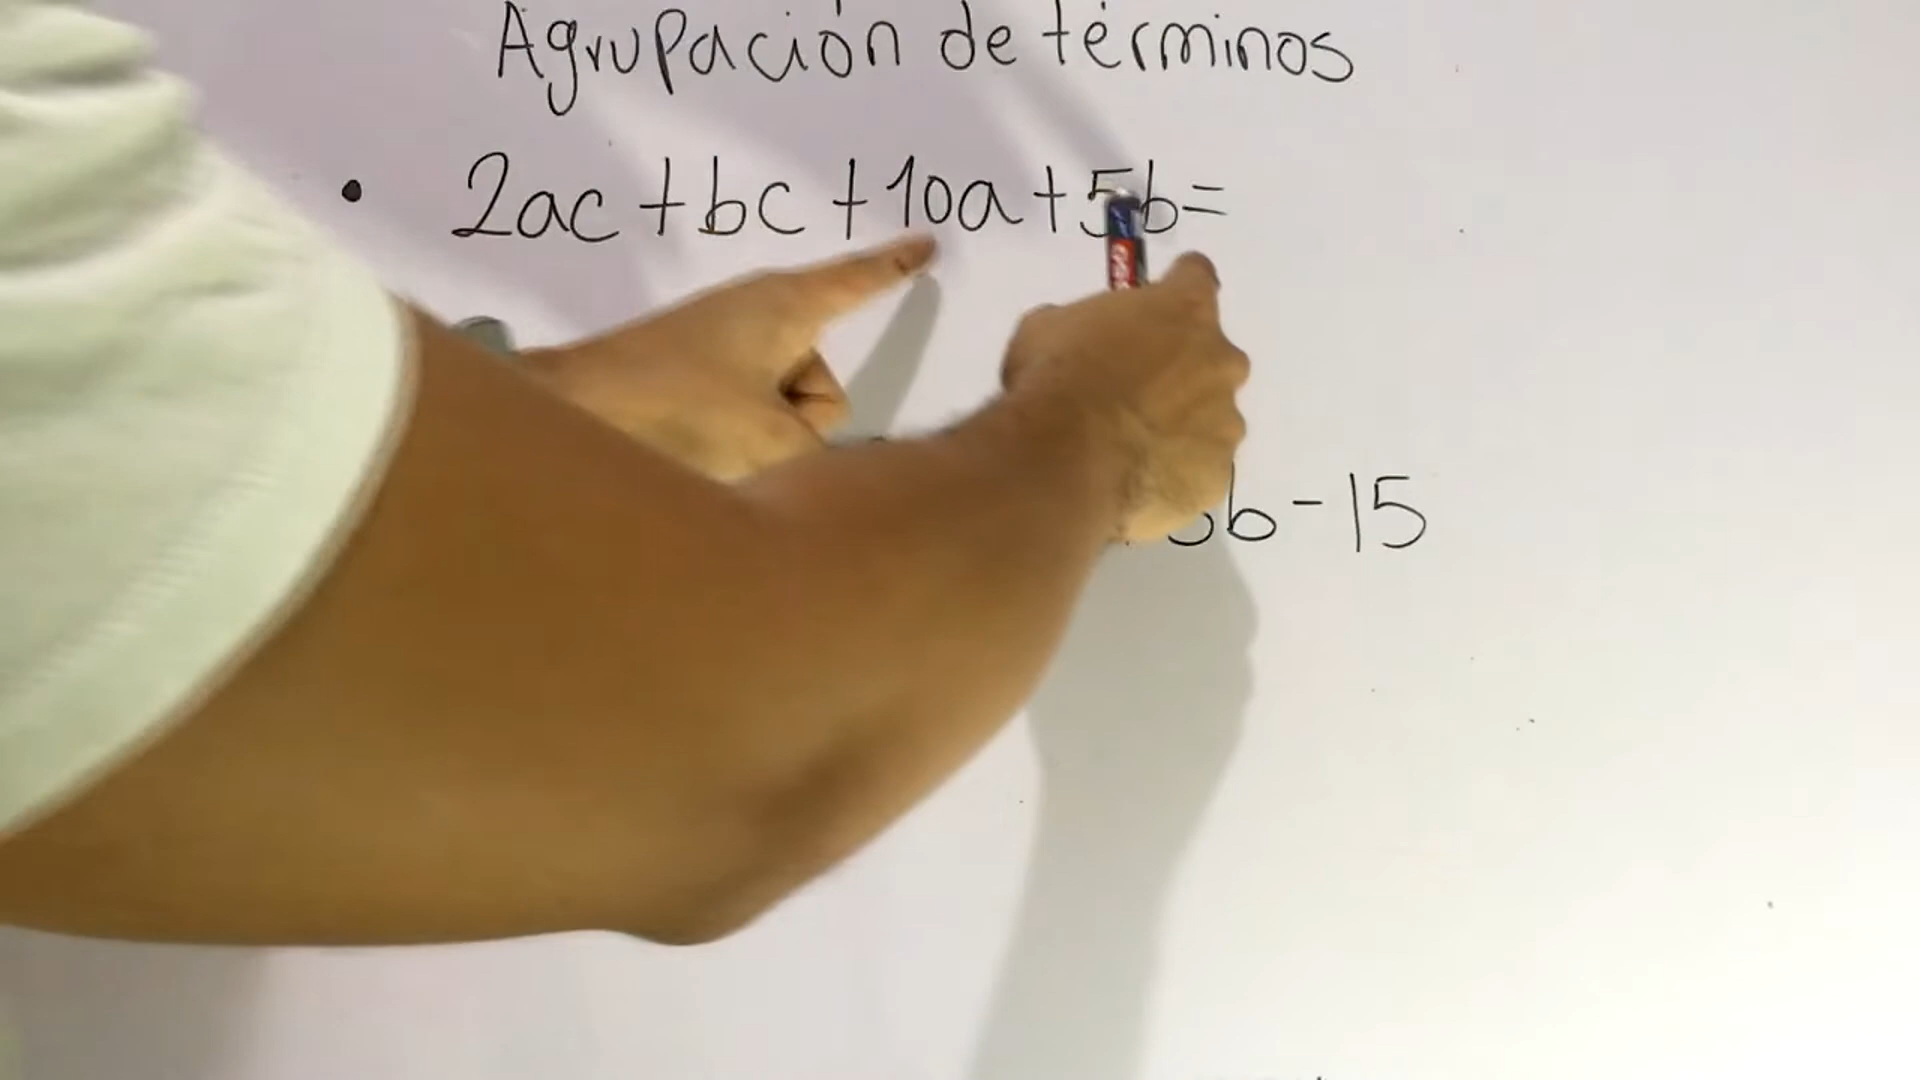 Agrupación de términos
• 2ac + bc + 10a + 5b =
b - 15